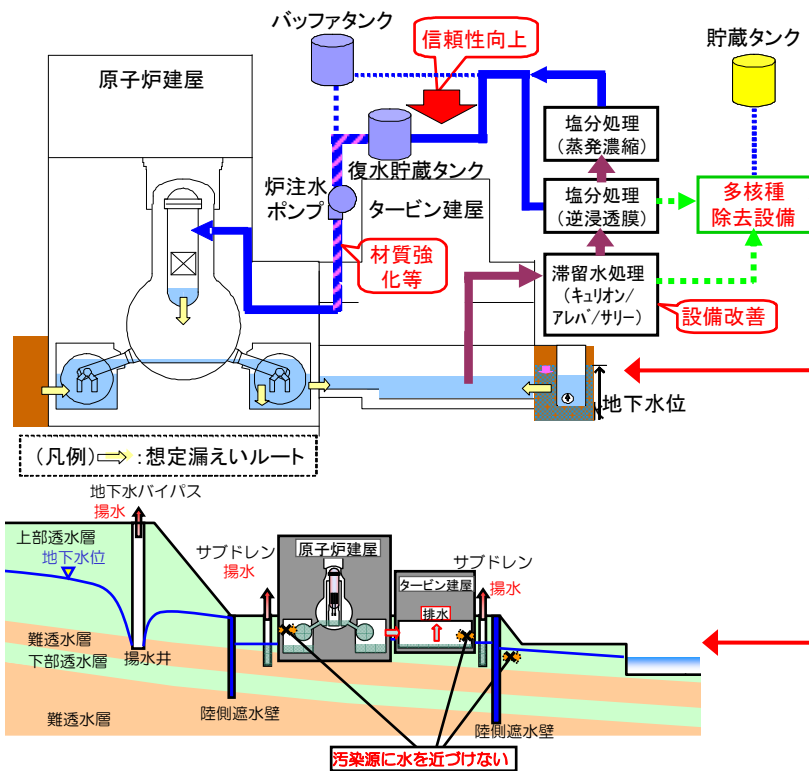 バッファタンク
信頼性向上
貯蔵タンク
原子炉建屋
塩分処理
(蒸発濃縮)
復水貯蔵タンク
炉注水
ポンプ
タービン建屋
塩分処理
(逆浸透膜)
多核種
除去設備
材質強
化等
滞留水処理
(キュリオン/
アレバ/サリー)
設備改善
地下水位
(凡例) :想定漏えいルート
地下水バイパス
揚水
上部透水層
地下水位
サブドレン
揚水
原子炉建屋
タービン建屋
排水
サブドレン
揚水
難透水層
下部透水層
揚水井
難透水層
陸側遮水壁
陸側遮水壁
汚染源に水を近づけない